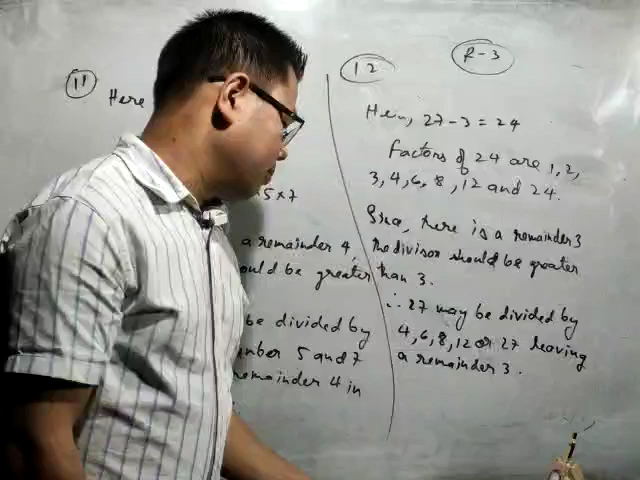 11
Here
5×7
a remainder 4,
ould be greater
be divided by
mber 5 and 7
remainder 4 in
12
R-3
Here, 27-3=24
Factors of 24 are 1, 2,
3, 4, 6, 8, 12 and 24.
Since, there is a remainder 3
the divisor should be greater
than 3.
∴ 27 may be divided by
4, 6, 8, 12 or 27 leaving
a remainder 3.